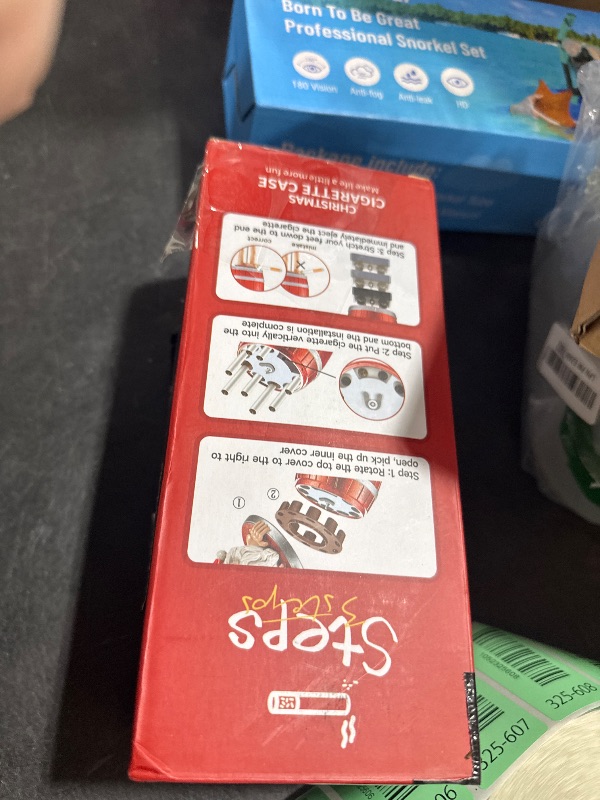 Born To Be Great
Professional Snorkel Set
180 Vision
Anti-fog
Anti-leak
HD
Package include:
Steps
3 steps
①
②
Step 1: Rotate the top cover to the right to
open, pick up the inner cover
Step 2: Put the cigarette vertically into the
bottom and the installation is complete
mistake
correct
Step 3: Stretch your feet down to the end
and immediately eject the cigarette
CHRISTMAS
CIGARETTE CASE
Make life a little more fun
325-608
325-607